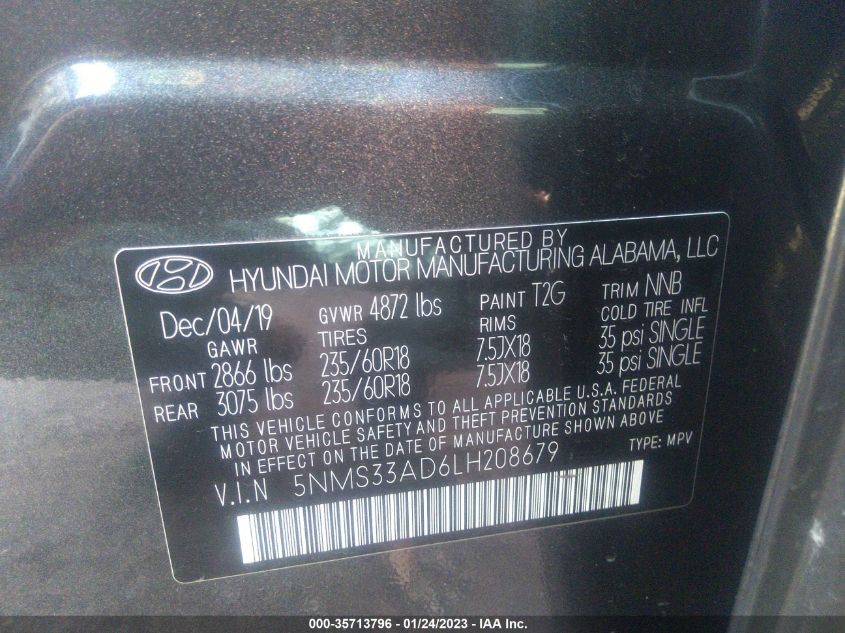 MANUFACTURED BY
HYUNDAI MOTOR MANUFACTURING ALABAMA, LLC
Dec/04/19 GVWR 4872 lbs PAINT T2G TRIM NNB
GAWR TIRES RIMS COLD TIRE INFL
FRONT 2866 lbs 235/60R18 7.5JX18 35 psi SINGLE
REAR 3075 lbs 235/60R18 7.5JX18 35 psi SINGLE
THIS VEHICLE CONFORMS TO ALL APPLICABLE U.S.A. FEDERAL
MOTOR VEHICLE SAFETY AND THEFT PREVENTION STANDARDS
IN EFFECT ON THE DATE OF MANUFACTURE SHOWN ABOVE
V.I.N 5NMS33AD6LH208679 TYPE: MPV
000-35713796 - 01/24/2023 - IAA Inc.